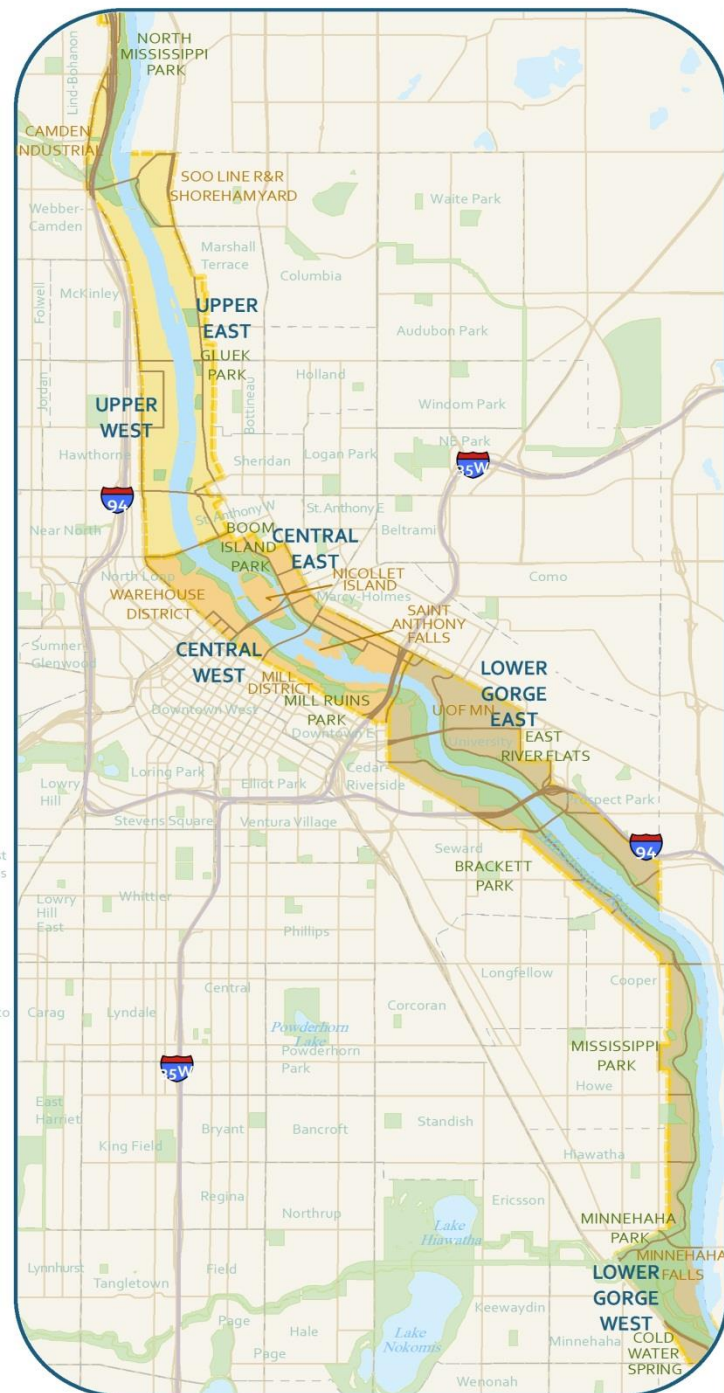 NORTH
MISSISSIPPI
PARK
Lind-Bohanon
CAMDEN
NDUSTRIAL
SOO LINE R&R
SHOREHAM YARD
Waite Park
Webber-
Camden
Marshall
Terrace
Columbia
McKinley
Folwell
UPPER
EAST
GLUEK
PARK
Audubon Park
Holland
Jordan
Bottineau
UPPER
WEST
Windom Park
NE Park
Hawthorne
Sheridan
Logan Park
35W
94
St. Anthony W
St. Anthony E
Near North
BOOM
ISLAND
PARK
CENTRAL
EAST
Beltrami
North Loop
WAREHOUSE
DISTRICT
NICOLLET
ISLAND
Marcy-Holmes
Como
SAINT
ANTHONY
FALLS
Sumner-
Glenwood
CENTRAL
WEST
MILL
DISTRICT
MILL RUINS
PARK
LOWER
GORGE
EAST
U OF MN
Downtown West
Downtown E
University
EAST
RIVER FLATS
Lowry
Hill
Loring Park
Elliot Park
Cedar-
Riverside
Prospect Park
Stevens Square
Ventura Village
Seward
94
BRACKETT
PARK
Lowry
Hill
East
Whittier
Phillips
Longfellow
Cooper
Carag
Lyndale
Central
Powderhorn
Lake
Powderhorn
Park
Corcoran
MISSISSIPPI
PARK
35W
Howe
East
Harriet
King Field
Bryant
Bancroft
Standish
Hiawatha
Regina
Northrup
Ericsson
Lake
Hiawatha
MINNEHAHA
PARK
MINNEHAHA
FALLS
Lynnhurst
Tangletown
Field
LOWER
GORGE
WEST
Page
Page
Hale
Lake
Nokomis
Keewaydin
Minnehaha
COLD
WATER
SPRING
Wenonah